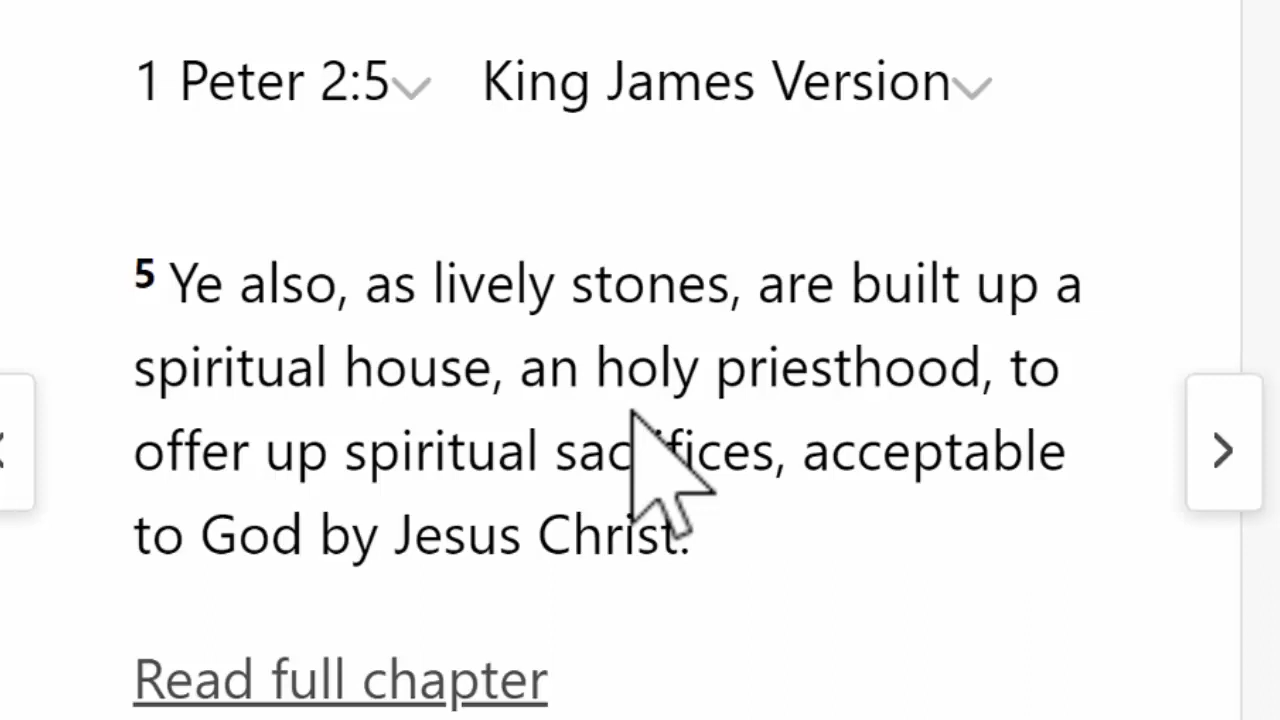 1 Peter 2:5 King James Version
5 Ye also, as lively stones, are built up a
spiritual house, an holy priesthood, to
offer up spiritual sacrifices, acceptable
to God by Jesus Christ.
Read full chapter